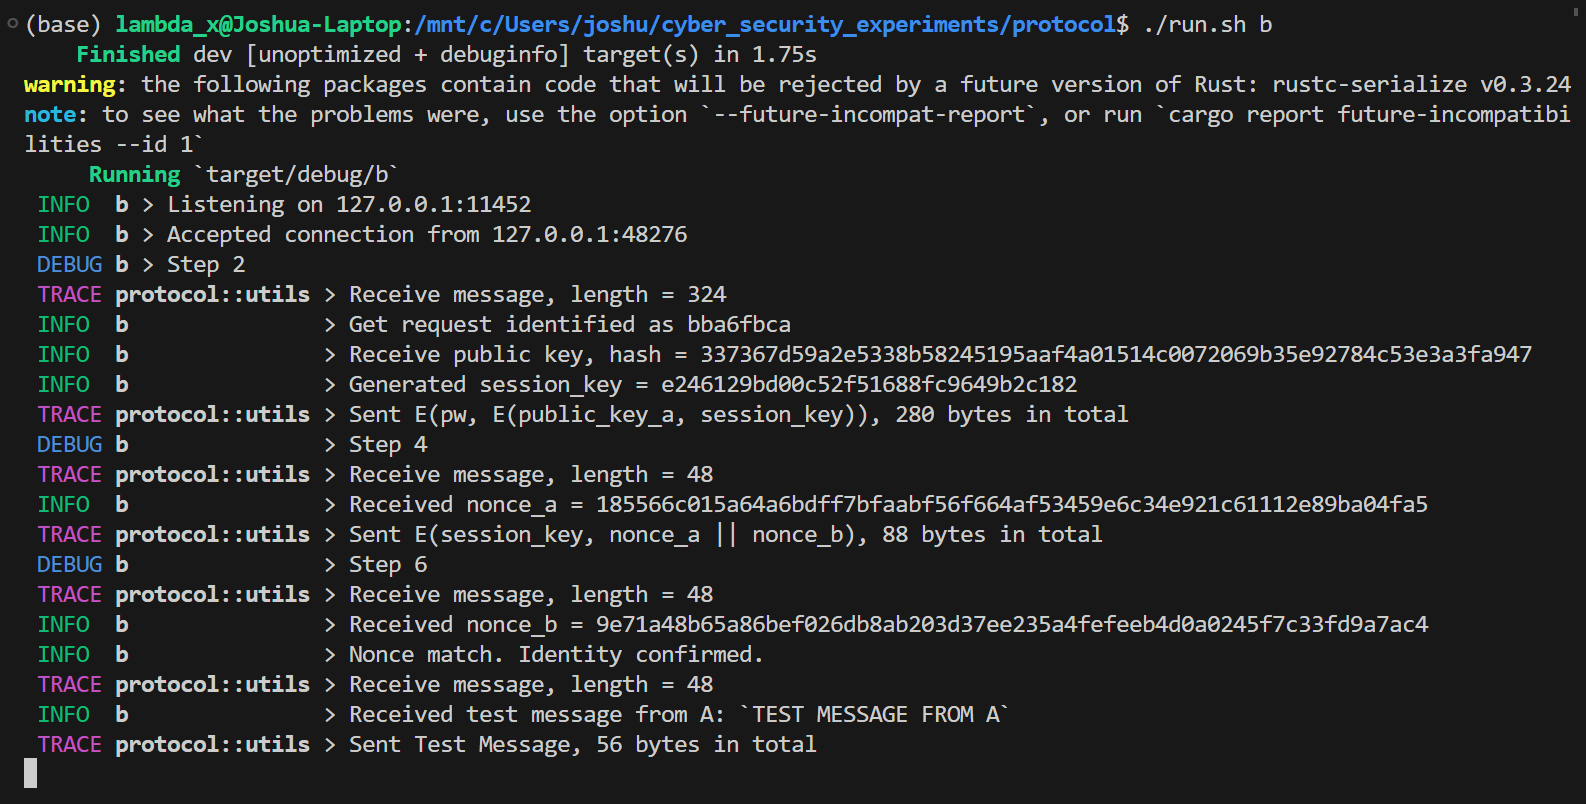 (base) lambda_x@Joshua-Laptop:/mnt/c/Users/joshu/cyber_security_experiments/protocol$ ./run.sh b
Finished dev [unoptimized + debuginfo] target(s) in 1.75s
warning: the following packages contain code that will be rejected by a future version of Rust: rustc-serialize v0.3.24
note: to see what the problems were, use the option `--future-incompat-report`, or run `cargo report future-incompatibi
lities --id 1`
Running `target/debug/b`
INFO  b > Listening on 127.0.0.1:11452
INFO  b > Accepted connection from 127.0.0.1:48276
DEBUG b > Step 2
TRACE protocol::utils > Receive message, length = 324
INFO  b               > Get request identified as bba6fbca
INFO  b               > Receive public key, hash = 337367d59a2e5338b58245195aaf4a01514c0072069b35e92784c53e3a3fa947
INFO  b               > Generated session_key = e246129bd00c52f51688fc9649b2c182
TRACE protocol::utils > Sent E(pw, E(public_key_a, session_key)), 280 bytes in total
DEBUG b               > Step 4
TRACE protocol::utils > Receive message, length = 48
INFO  b               > Received nonce_a = 185566c015a64a6bdff7bfaabf56f664af53459e6c34e921c61112e89ba04fa5
TRACE protocol::utils > Sent E(session_key, nonce_a || nonce_b), 88 bytes in total
DEBUG b               > Step 6
TRACE protocol::utils > Receive message, length = 48
INFO  b               > Received nonce_b = 9e71a48b65a86bef026db8ab203d37ee235a4fefeeb4d0a0245f7c33fd9a7ac4
INFO  b               > Nonce match. Identity confirmed.
TRACE protocol::utils > Receive message, length = 48
INFO  b               > Received test message from A: `TEST MESSAGE FROM A`
TRACE protocol::utils > Sent Test Message, 56 bytes in total